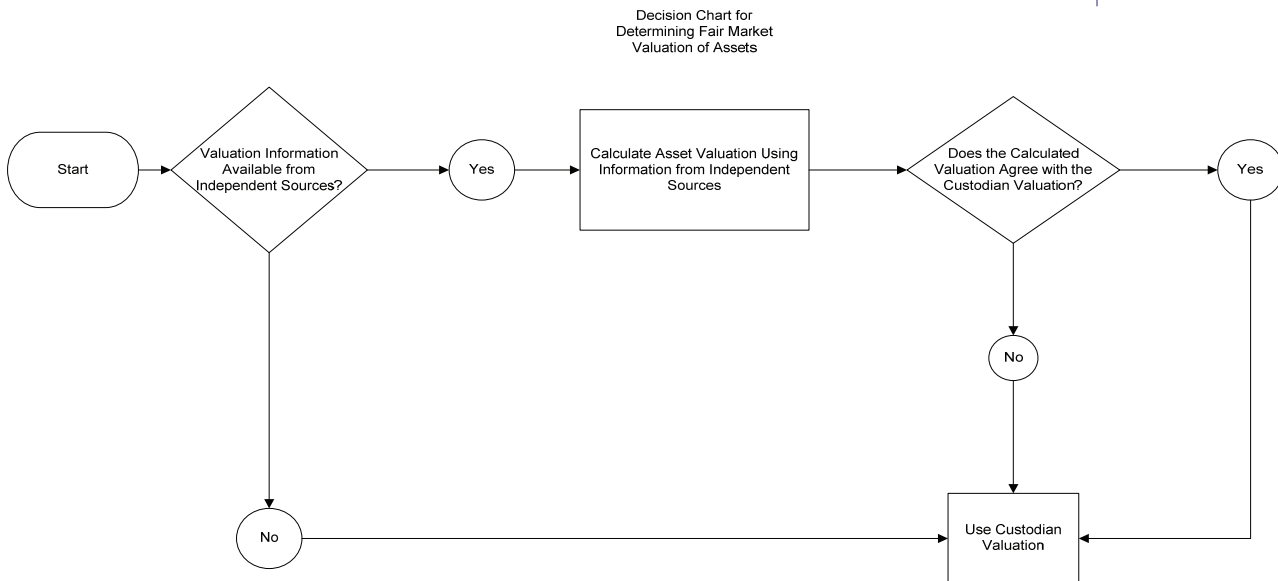 Decision Chart for
Determining Fair Market
Valuation of Assets
Start
Valuation Information
Available from
Independent Sources?
Yes
Calculate Asset Valuation Using
Information from Independent
Sources
Does the Calculated
Valuation Agree with the
Custodian Valuation?
Yes
No
No
Use Custodian
Valuation